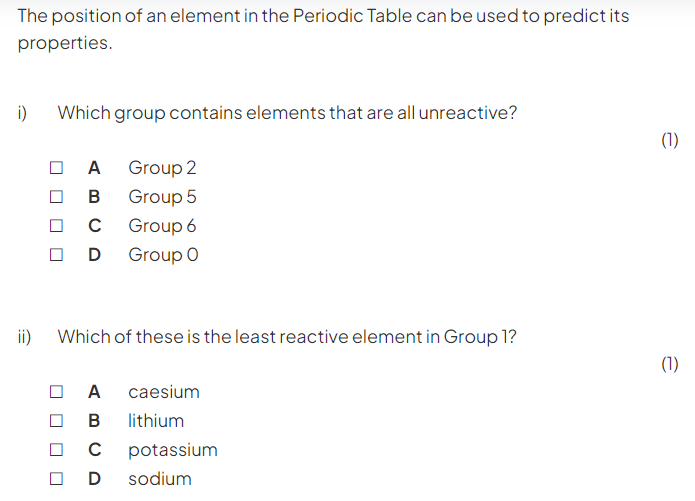 The position of an element in the Periodic Table can be used to predict its
properties.
i) Which group contains elements that are all unreactive?
(1)
A Group 2
B Group 5
C Group 6
D Group 0
ii) Which of these is the least reactive element in Group 1?
(1)
A caesium
B lithium
C potassium
D sodium